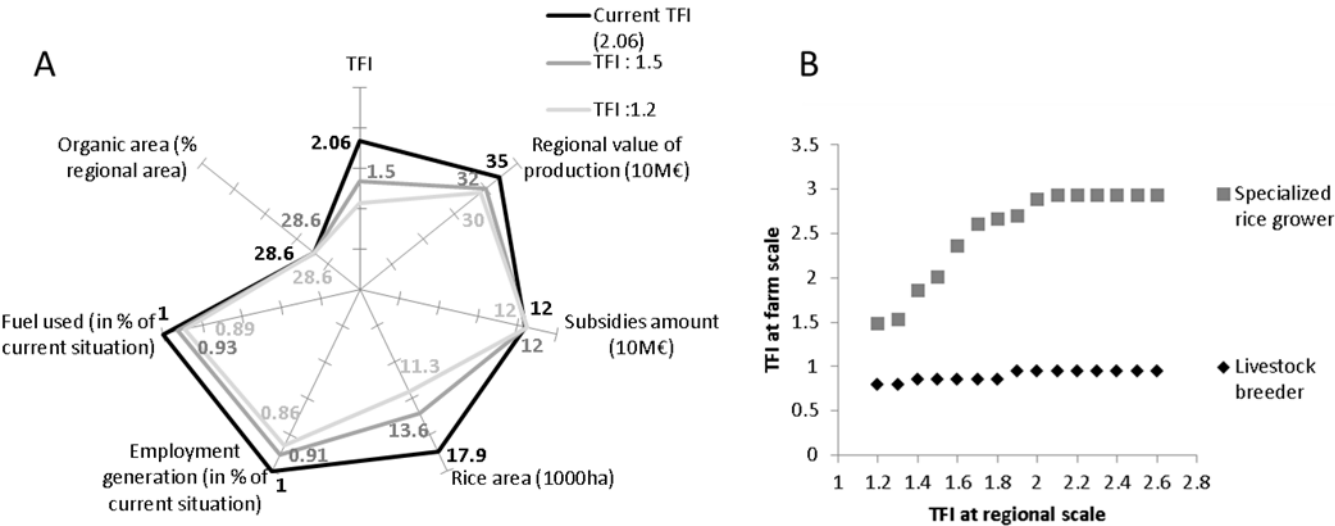 A
Current TFI
(2.06)
TFI : 1.5
TFI :1.2
TFI
2.06
1.5
Regional value of
production (10M€)
35
32
30
Organic area (%
regional area)
28.6
28.6
28.6
Subsidies amount
(10M€)
12
12
12
Fuel used (in % of
current situation)
1
0.89
0.93
11.3
13.6
17.9
Rice area (1000ha)
0.86
0.91
1
Employment
generation (in % of
current situation)
B
3.5
3
2.5
2
1.5
1
0.5
0
TFI at farm scale
1 1.2 1.4 1.6 1.8 2 2.2 2.4 2.6 2.8
TFI at regional scale
Specialized
rice grower
Livestock
breeder